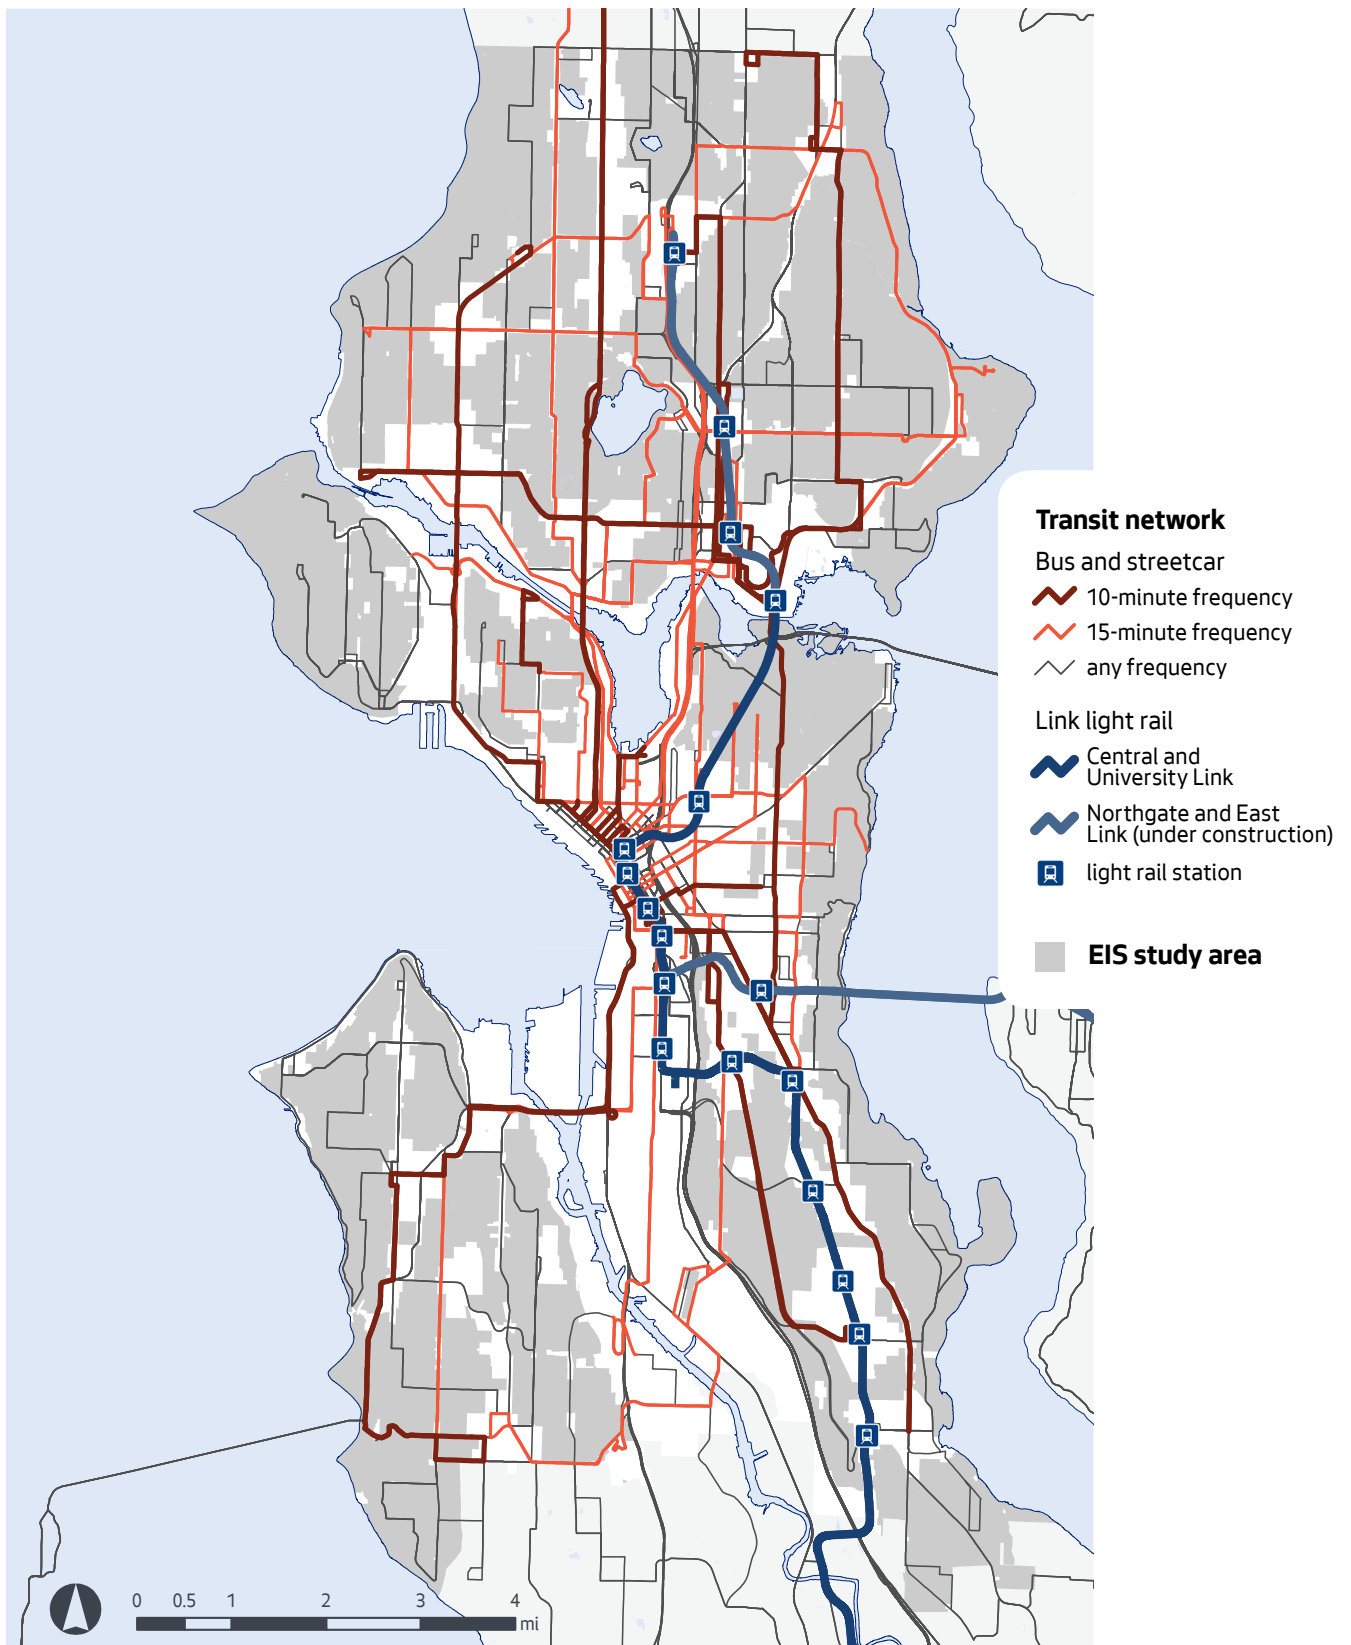 Transit network
Bus and streetcar
10-minute frequency
15-minute frequency
any frequency
Link light rail
Central and
University Link
Northgate and East
Link (under construction)
light rail station
EIS study area
0 0.5 1 2 3 4
mi